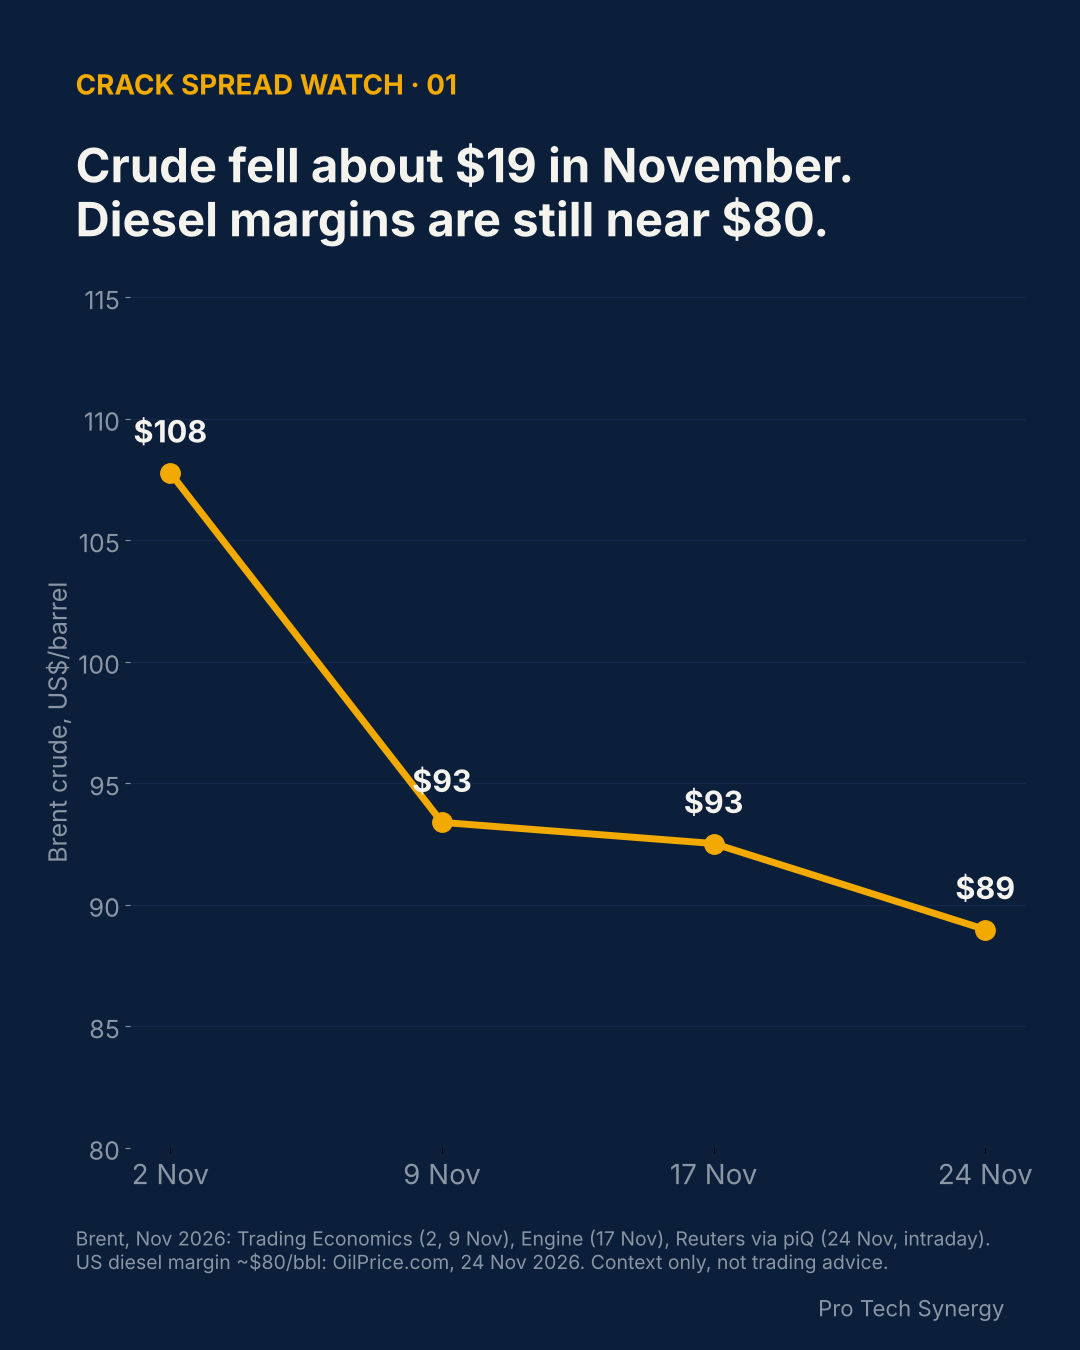 CRACK SPREAD WATCH · 01
Crude fell about $19 in November.
Diesel margins are still near $80.
115
110
$108
105
100
Brent crude, US$/barrel
95
$93
$93
90
$89
85
80
2 Nov
9 Nov
17 Nov
24 Nov
Brent, Nov 2026: Trading Economics (2, 9 Nov), Engine (17 Nov), Reuters via piQ (24 Nov, intraday).
US diesel margin ~$80/bbl: OilPrice.com, 24 Nov 2026. Context only, not trading advice.
Pro Tech Synergy